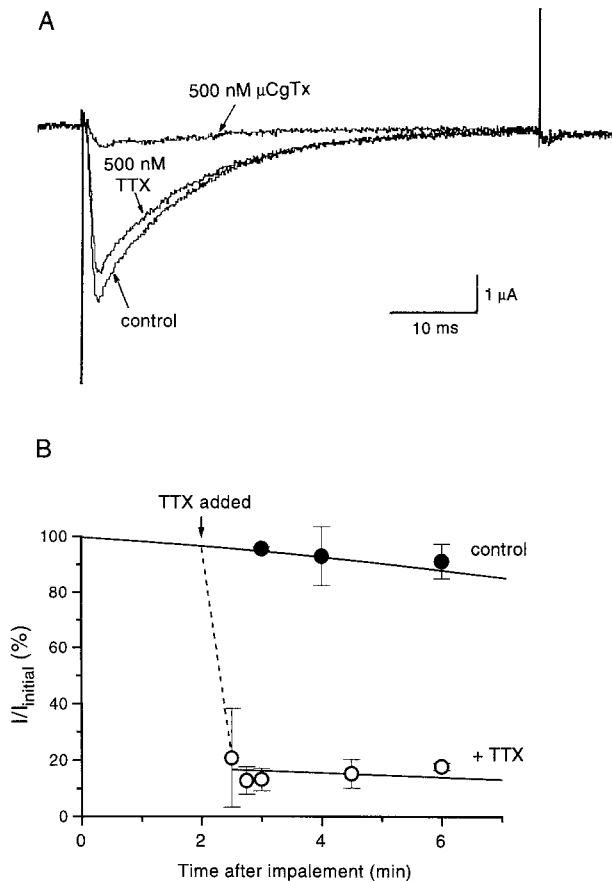 A
500 nM µCgTx
500 nM
TTX
control
1 µA
10 ms
B
TTX added
100
80
60
40
20
0
I/Iinitial (%)
control
+ TTX
0
2
4
6
Time after impalement (min)